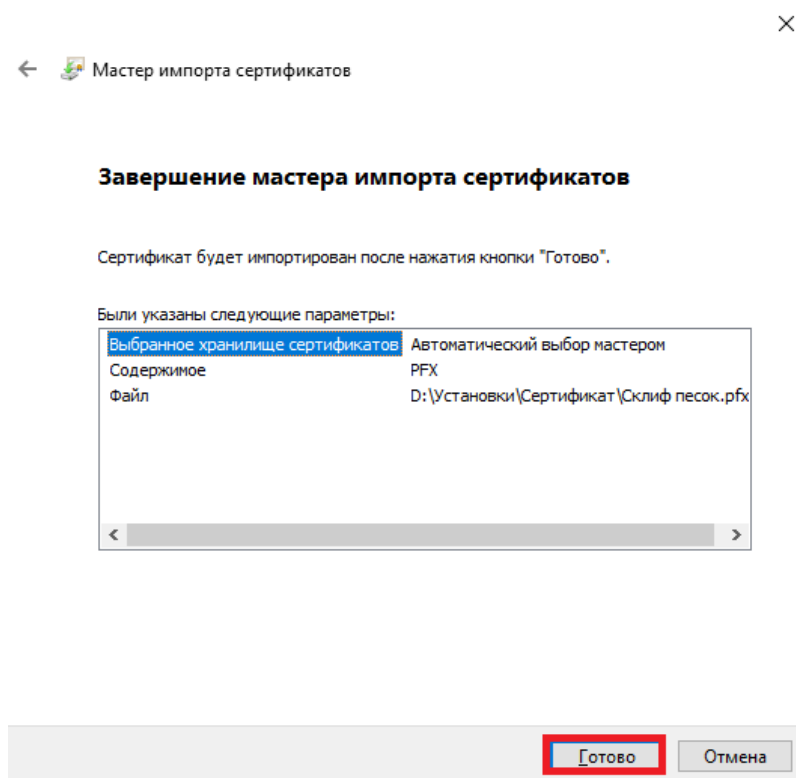 Мастер импорта сертификатов
Завершение мастера импорта сертификатов
Сертификат будет импортирован после нажатия кнопки "Готово".
Были указаны следующие параметры:
Выбранное хранилище сертификатов Автоматический выбор мастером
Содержимое PFX
Файл D:\Установки\Сертификат\Склиф песок.pfx
Готово Отмена